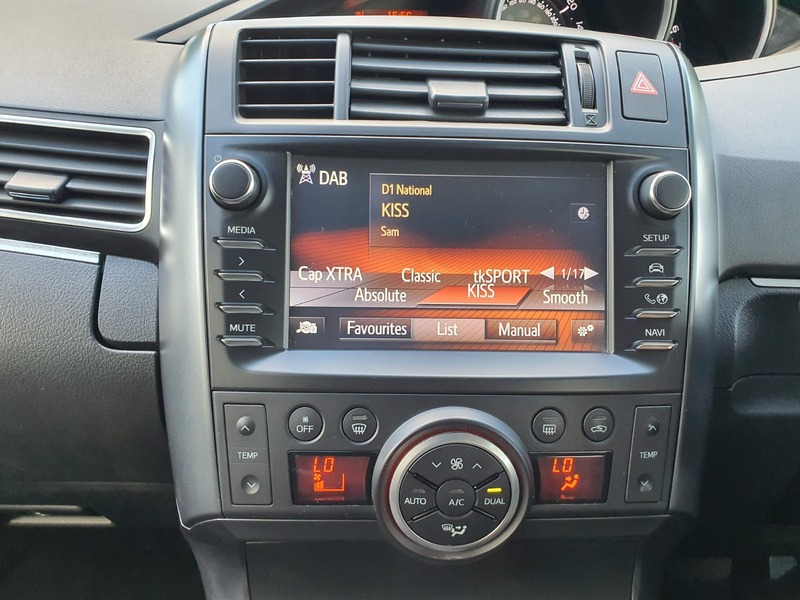 DAB
D1 National
KISS
Sam
MEDIA
SETUP
Cap XTRA Classic tkSPORT 1/17
Absolute KISS Smooth
MUTE
Favourites List Manual
NAVI
OFF
TEMP
TEMP
LO
LO
AUTO A/C DUAL